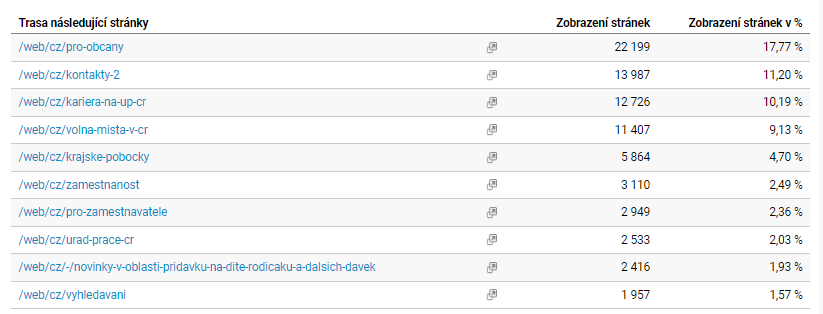 Trasa následující stránky Zobrazení stránek Zobrazení stránek v %
/web/cz/pro-obcany 22 199 17,77 %
/web/cz/kontakty-2 13 987 11,20 %
/web/cz/kariera-na-up-cr 12 726 10,19 %
/web/cz/volna-mista-v-cr 11 407 9,13 %
/web/cz/krajske-pobocky 5 864 4,70 %
/web/cz/zamestnanost 3 110 2,49 %
/web/cz/pro-zamestnavatele 2 949 2,36 %
/web/cz/urad-prace-cr 2 533 2,03 %
/web/cz/-/novinky-v-oblasti-pridavku-na-dite-rodicaku-a-dalsich-davek 2 416 1,93 %
/web/cz/vyhledavani 1 957 1,57 %